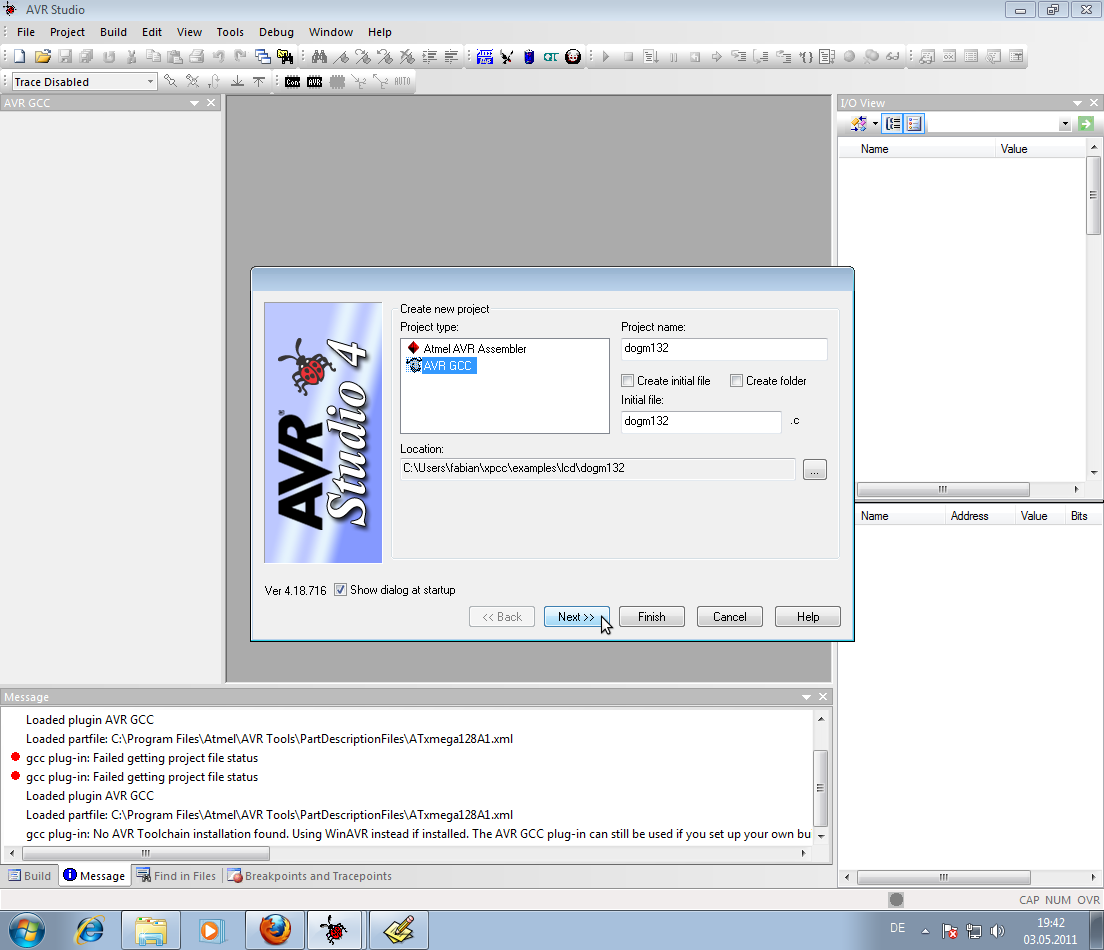 AVR Studio
File Project Build Edit View Tools Debug Window Help
Trace Disabled
Con AVR AUTO
AVR GCC
I/O View
Name Value
Create new project
Project type:
Project name:
Atmel AVR Assembler
AVR GCC
dogm132
Create initial file
Create folder
Initial file:
dogm132
.c
Location:
C:\Users\fabian\xpcc\examples\lcd\dogm132
...
AVR® Studio 4
Ver 4.18.716
Show dialog at startup
<< Back
Next >>
Finish
Cancel
Help
Name Address Value Bits
Message
Loaded plugin AVR GCC
Loaded partfile: C:\Program Files\Atmel\AVR Tools\PartDescriptionFiles\ATxmega128A1.xml
gcc plug-in: Failed getting project file status
gcc plug-in: Failed getting project file status
Loaded plugin AVR GCC
Loaded partfile: C:\Program Files\Atmel\AVR Tools\PartDescriptionFiles\ATxmega128A1.xml
gcc plug-in: No AVR Toolchain installation found. Using WinAVR instead if installed. The AVR GCC plug-in can still be used if you set up your own bu
Build Message Find in Files Breakpoints and Tracepoints
CAP NUM OVR
DE
19:42
03.05.2011